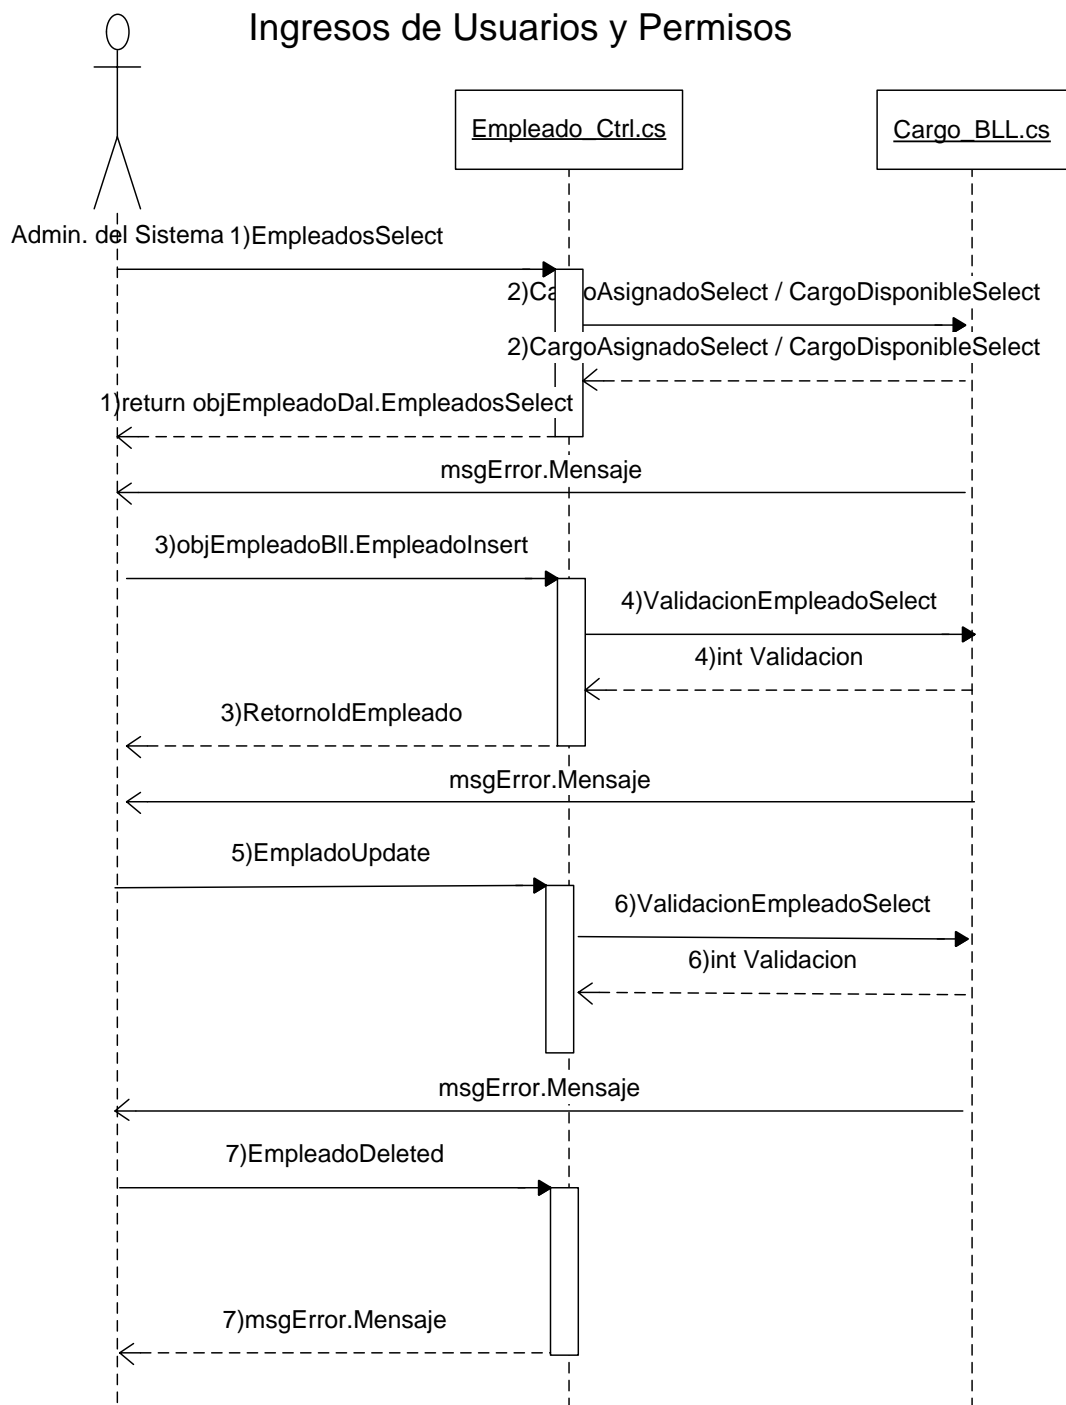 Ingresos de Usuarios y Permisos
Empleado_Ctrl.cs
Cargo_BLL.cs
Admin. del Sistema
1)EmpleadosSelect
2)CargoAsignadoSelect / CargoDisponibleSelect
2)CargoAsignadoSelect / CargoDisponibleSelect
1)return objEmpleadoDal.EmpleadosSelect
msgError.Mensaje
3)objEmpleadoBll.EmpleadoInsert
4)ValidacionEmpleadoSelect
4)int Validacion
3)RetornoIdEmpleado
msgError.Mensaje
5)EmpladoUpdate
6)ValidacionEmpleadoSelect
6)int Validacion
msgError.Mensaje
7)EmpleadoDeleted
7)msgError.Mensaje